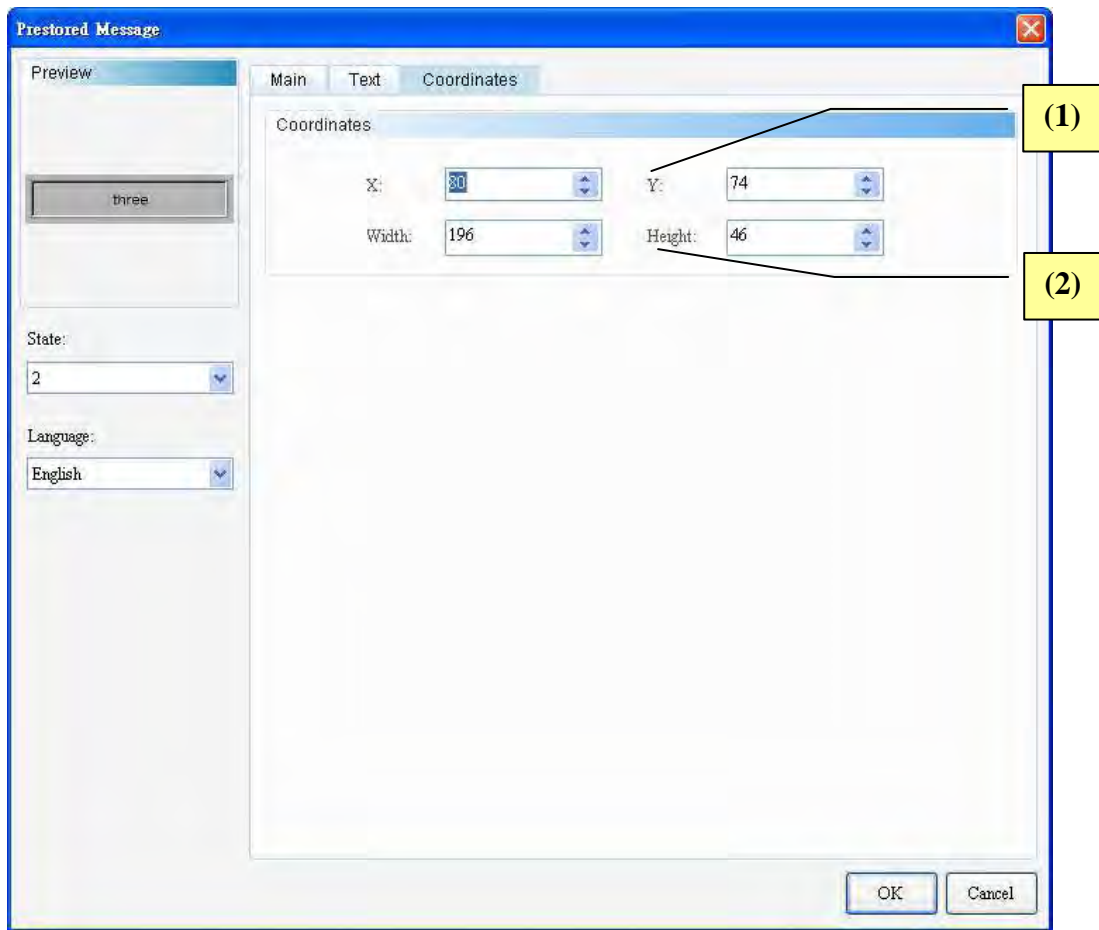 Prestored Message
Preview
three
State:
2
Language:
English
Main Text Coordinates
Coordinates
X: 80 Y: 74
Width: 196 Height: 46
(1)
(2)
OK Cancel